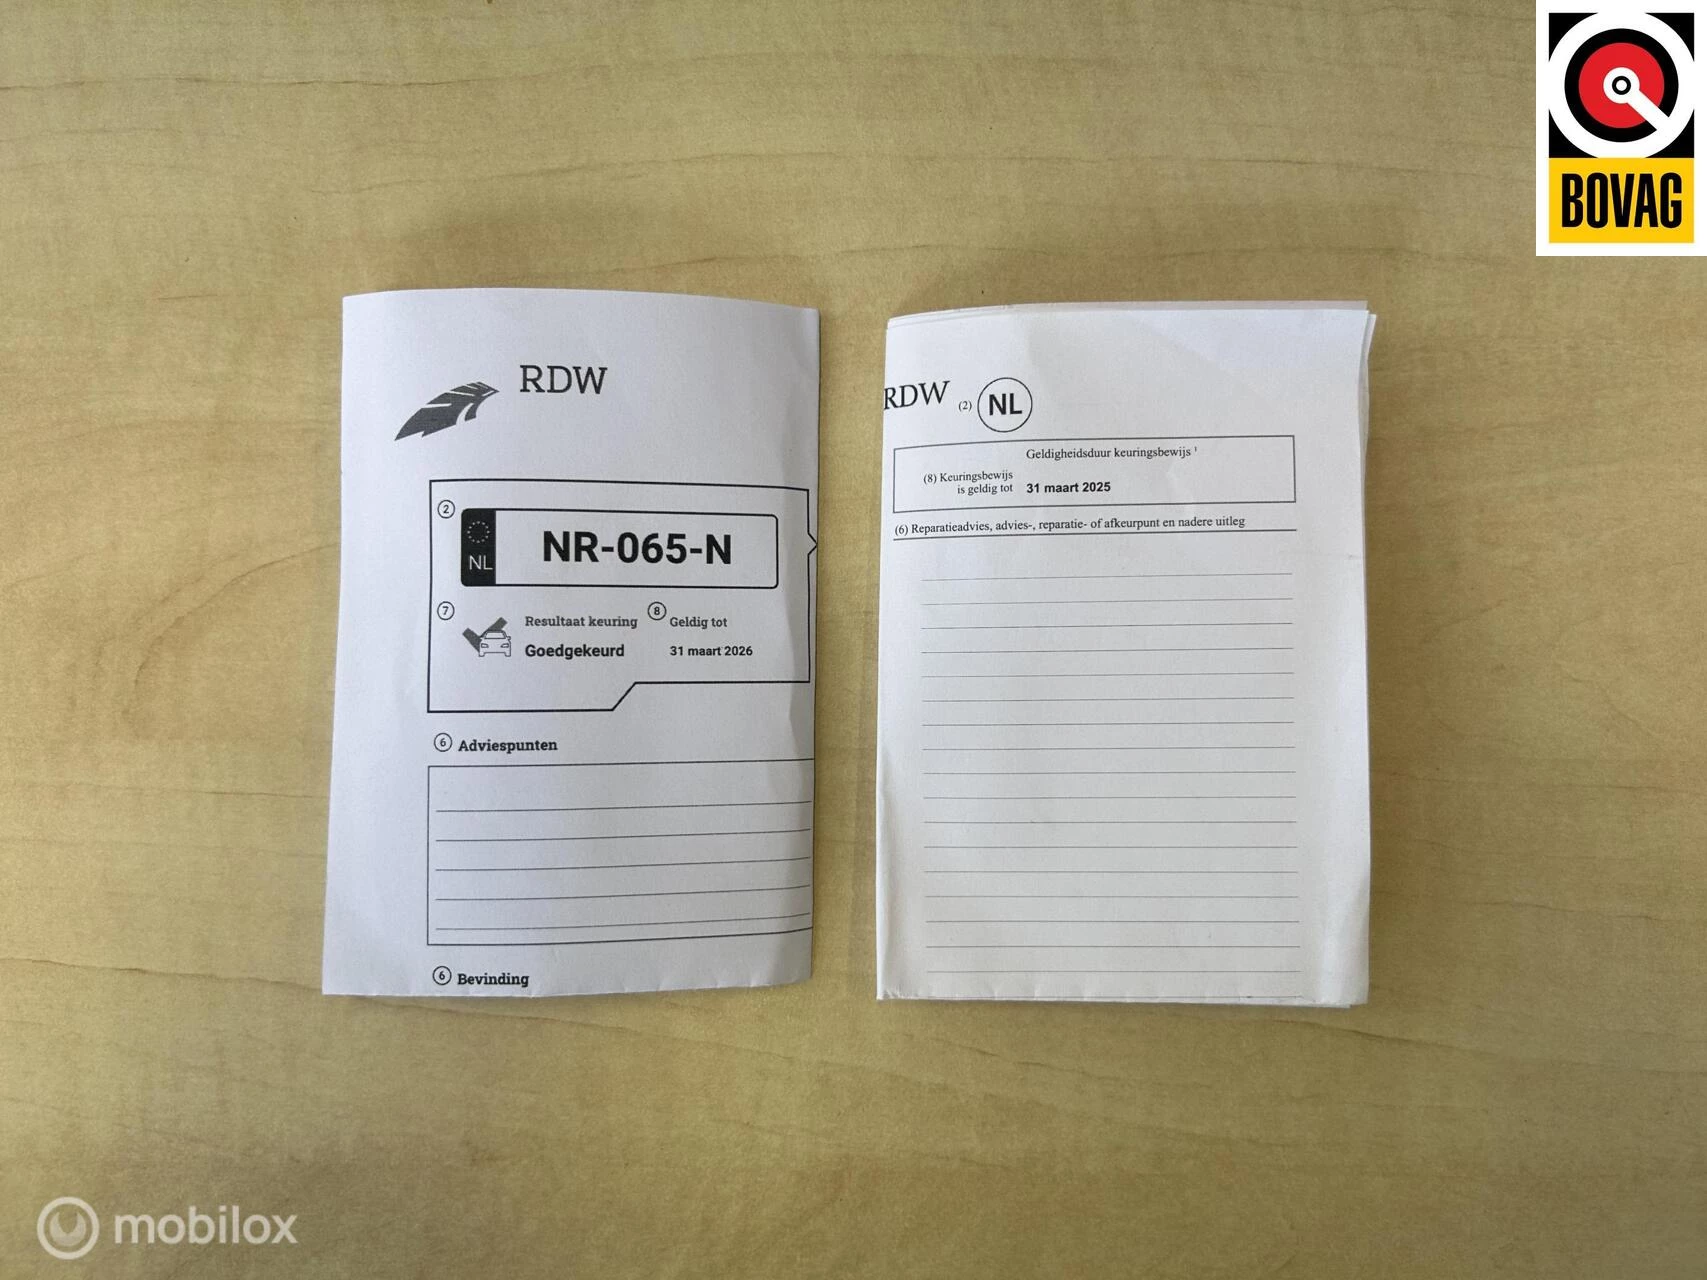 BOVAG
RDW
2
NL
NR-065-N
7
Resultaat keuring
8
Geldig tot
Goedgekeurd
31 maart 2026
6 Adviespunten
6 Bevinding
RDW (2) NL
Geldigheidsduur keuringsbewijs 1
(8) Keuringsbewijs
is geldig tot 31 maart 2025
(6) Reparatieadvies, advies-, reparatie- of afkeurpunt en nadere uitleg
mobilox